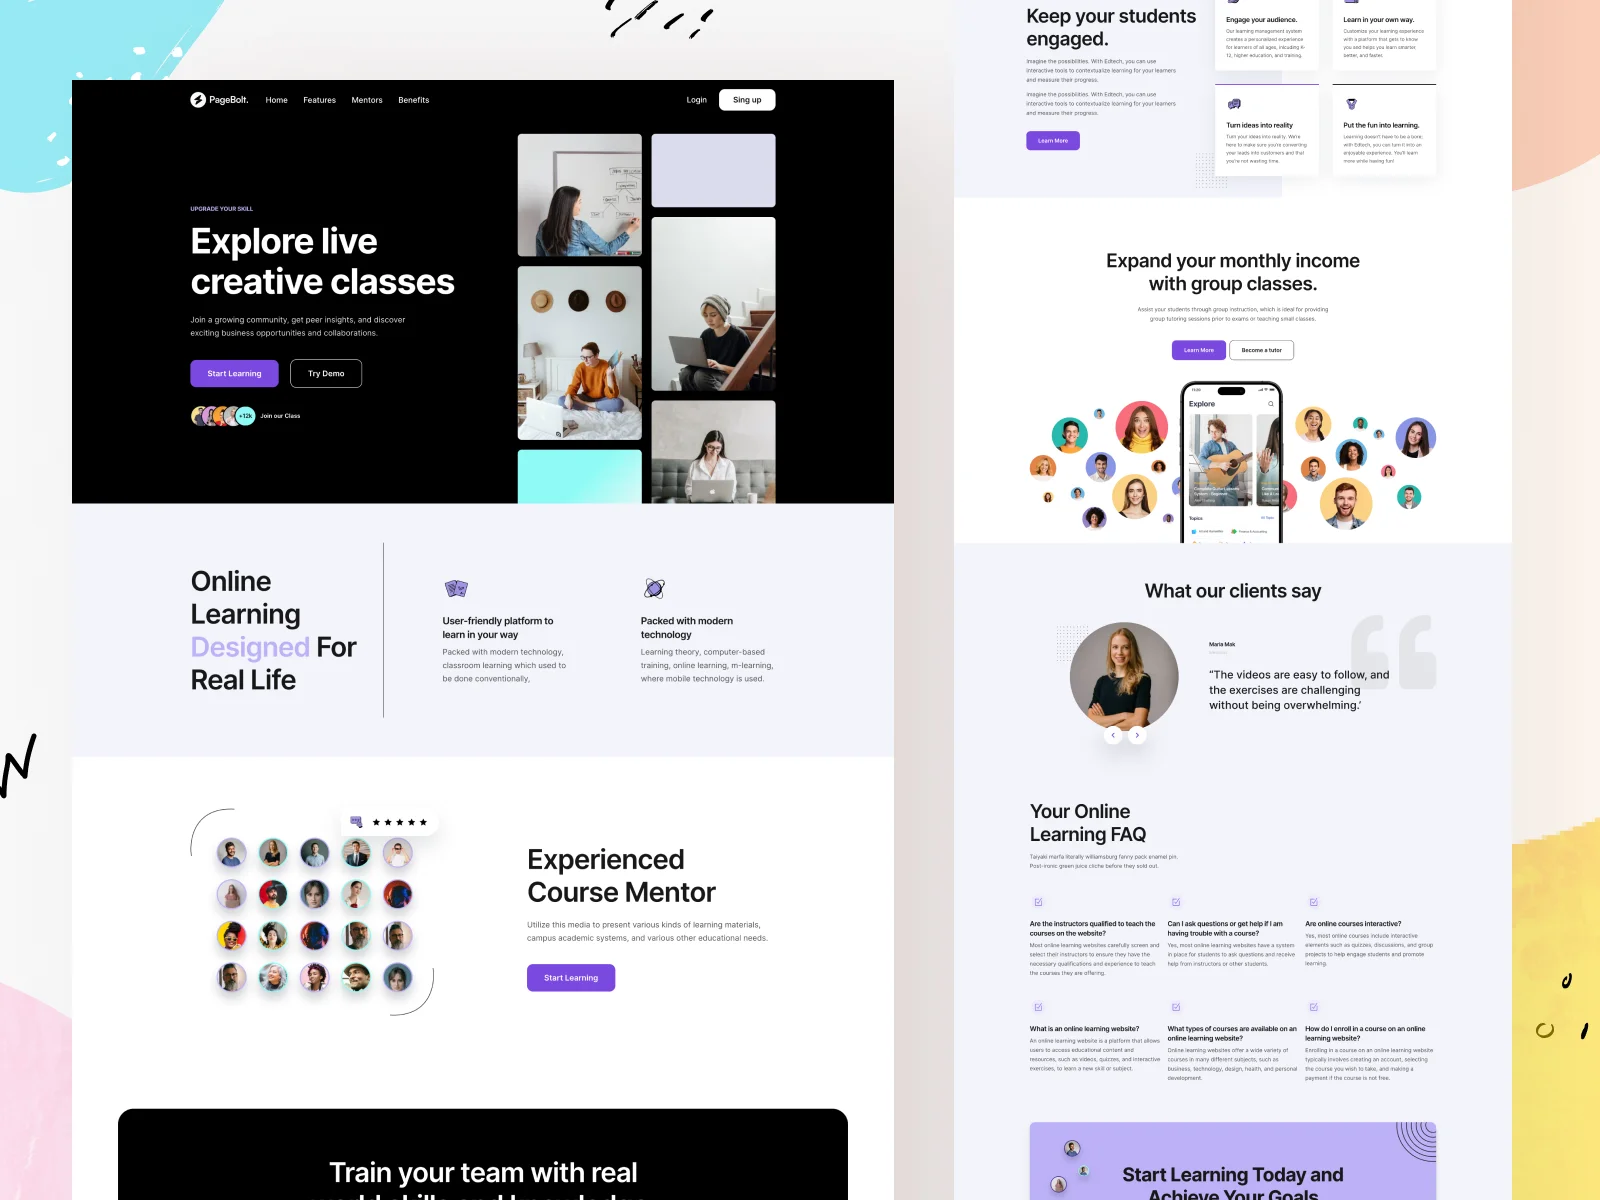 PageBolt.
Home
Features
Mentors
Benefits
Login
Sing up
UPGRADE YOUR SKILL
Explore live
creative classes
Join a growing community, get peer insights, and discover
exciting business opportunities and collaborations.
Start Learning
Try Demo
+12k
Join our Class
Online
Learning
Designed For
Real Life
User-friendly platform to
learn in your way
Packed with modern technology,
classroom learning which used to
be done conventionally,
Packed with modern
technology
Learning theory, computer-based
training, online learning, m-learning,
where mobile technology is used.
Experienced
Course Mentor
Utilize this media to present various kinds of learning materials,
campus academic systems, and various other educational needs.
Start Learning
Train your team with real
Keep your students
engaged.
Imagine the possibilities. With Edtech, you can use
interactive tools to contextualize learning for your learners
and measure their progress.
Imagine the possibilities. With Edtech, you can use
interactive tools to contextualize learning for your learners
and measure their progress.
Learn More
Engage your audience.
Our learning management system
creates a personalised experience
for learners of all ages, including K-
12, higher education, and training.
Learn in your own way.
Customize your learning experience
with a platform that gets to know
you and helps you learn smarter,
better, and faster.
Turn ideas into reality
Turn your ideas into reality. We're
here to make sure you're converting
your leads into customers and that
you're not wasting time.
Put the fun into learning.
Learning doesn't have to be a bore,
with Edtech, you can turn it into an
enjoyable experience. You'll learn
more while having fun!
Expand your monthly income
with group classes.
Assist your students through group instruction, which is ideal for providing
group tutoring sessions prior to exams or teaching small classes.
Learn More
Become a tutor
Explore
Topics
What our clients say
Maria Mak
“The videos are easy to follow, and
the exercises are challenging
without being overwhelming.’
Your Online
Learning FAQ
Taiyaki marfa literally williamsburg fanny pack enamel pin.
Post-ironic green juice cliche before they sold out.
Are the instructors qualified to teach the
courses on the website?
Most online learning websites carefully screen and
select their instructors to ensure they have the
necessary qualifications and experience to teach
the courses they are offering.
Can I ask questions or get help if I am
having trouble with a course?
Yes, most online learning websites have a system
in place for students to ask questions and receive
help from instructors or other students.
Are online courses interactive?
Yes, most online courses include interactive
elements such as quizzes, discussions, and group
projects to help engage students and promote
learning.
What is an online learning website?
An online learning website is a platform that allows
users to access educational content and
resources, such as videos, quizzes, and interactive
exercises, to learn a new skill or subject.
What types of courses are available on an
online learning website?
Online learning websites offer a wide variety of
courses in many different subjects, such as
business, technology, design, health, and personal
development.
How do I enroll in a course on an online
learning website?
Enrolling in a course on an online learning website
typically involves creating an account, selecting
the course you wish to take, and making a
payment if the course is not free.
Start Learning Today and
Achieve Your Goals